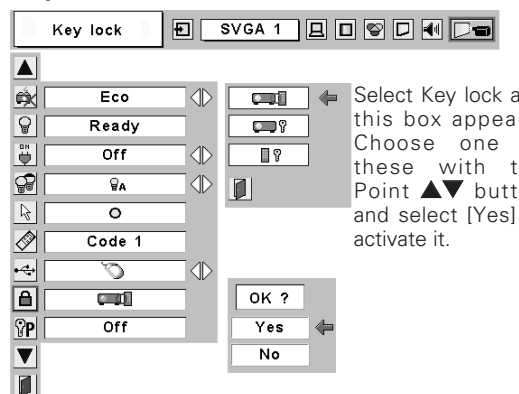 Key lock
SVGA 1
Eco
Ready
ON
Off
A
Code 1
P
Off
Select Key lock a
this box appea
Choose one
these with t
Point ▲▼ butt
and select [Yes]
activate it.
OK ?
Yes
No